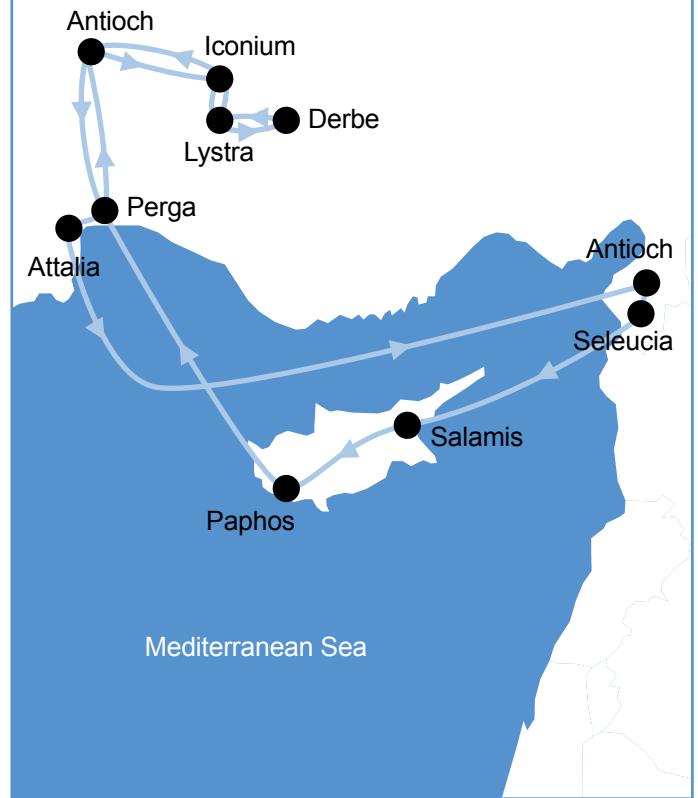 Antioch
Iconium
Derbe
Lystra
Perga
Attalia
Antioch
Seleucia
Salamis
Paphos
Mediterranean Sea